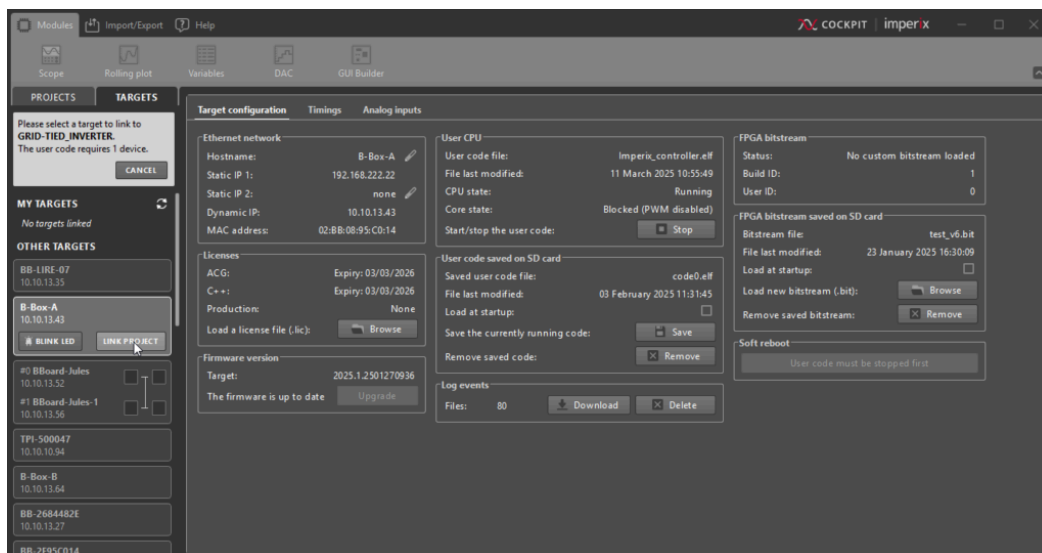 Modules Import/Export Help
COCKPIT | imperix
Scope Rolling plot Variables DAC GUI Builder
PROJECTS TARGETS
Please select a target to link to
GRID-TIED_INVERTER.
The user code requires 1 device.
CANCEL
MY TARGETS
No targets linked
OTHER TARGETS
BB-LIRE-07
10.10.13.35
B-Box-A
10.10.13.43
BLINK LED LINK PROJECT
#0 BBoard-Jules
10.10.13.52
#1 BBoard-Jules-1
10.10.13.56
TPI-500047
10.10.10.94
B-Box-B
10.10.13.64
BB-2684482E
10.10.13.27
BB-2F95C014
Target configuration Timings Analog inputs
Ethernet network
Hostname: B-Box-A
Static IP 1: 192.168.222.22
Static IP 2: none
Dynamic IP: 10.10.13.43
MAC address: 02:BB:08:95:C0:14
Licenses
ACG: Expiry: 03/03/2026
C++: Expiry: 03/03/2026
Production: None
Load a license file (.lic): Browse
Firmware version
Target: 2025.1.2501270936
The firmware is up to date Upgrade
User CPU
User code file: Imperix_controller.elf
File last modified: 11 March 2025 10:55:49
CPU state: Running
Core state: Blocked (PWM disabled)
Start/stop the user code: Stop
User code saved on SD card
Saved user code file: code0.elf
File last modified: 03 February 2025 11:31:45
Load at startup:
Save the currently running code: Save
Remove saved code: Remove
Log events
Files: 80 Download Delete
FPGA bitstream
Status: No custom bitstream loaded
Build ID: 1
User ID: 0
FPGA bitstream saved on SD card
Bitstream file: test_v6.bit
File last modified: 23 January 2025 16:30:09
Load at startup:
Load new bitstream (.bit): Browse
Remove saved bitstream: Remove
Soft reboot
User code must be stopped first